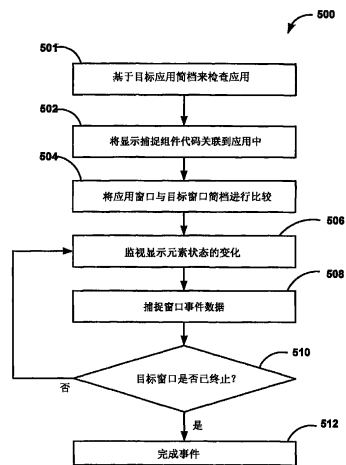 500
501
基于目标应用简档来检查应用
502
将显示捕捉组件代码关联到应用中
504
将应用窗口与目标窗口简档进行比较
506
监视显示元素状态的变化
508
捕捉窗口事件数据
510
目标窗口是否已终止？
否
是
512
完成事件